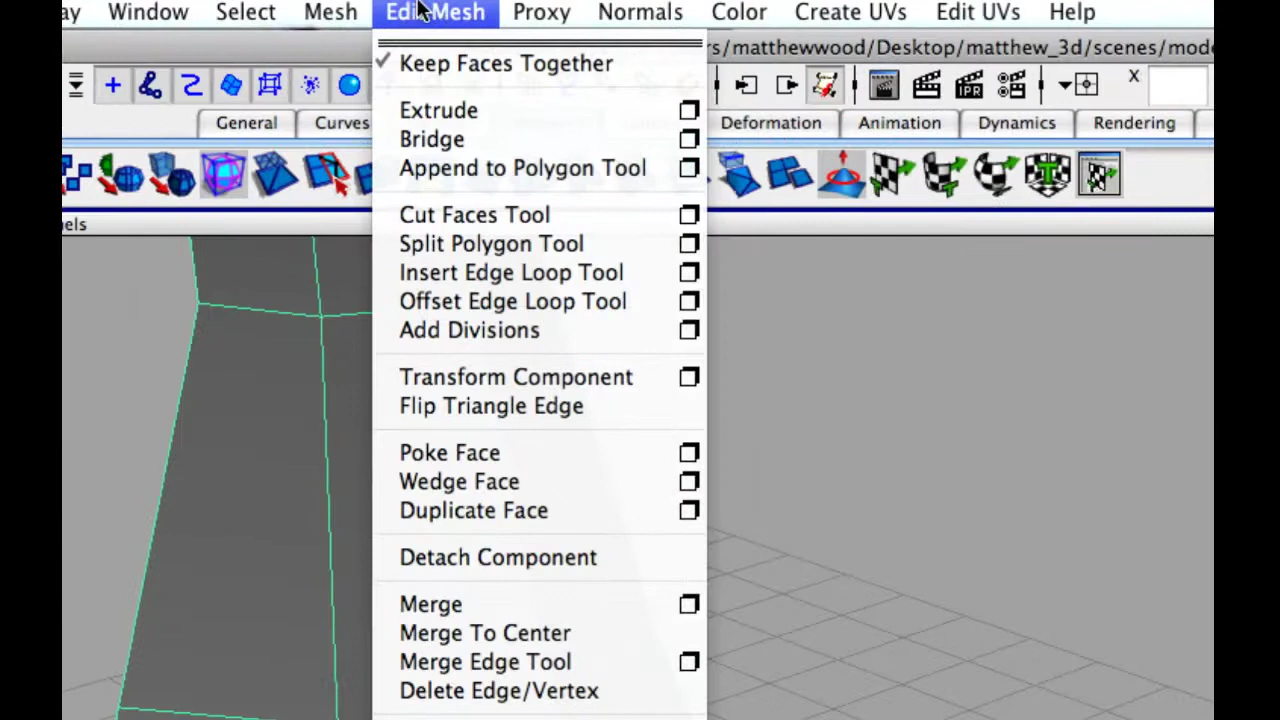 ay Window Select Mesh Edit Mesh Proxy Normals Color Create UVs Edit UVs Help
rs/matthewwood/Desktop/matthew_3d/scenes/mod
Keep Faces Together
X
IPR
Extrude
General Curves Deformation Animation Dynamics Rendering
Bridge
Append to Polygon Tool
Cut Faces Tool
els
Split Polygon Tool
Insert Edge Loop Tool
Offset Edge Loop Tool
Add Divisions
Transform Component
Flip Triangle Edge
Poke Face
Wedge Face
Duplicate Face
Detach Component
Merge
Merge To Center
Merge Edge Tool
Delete Edge/Vertex